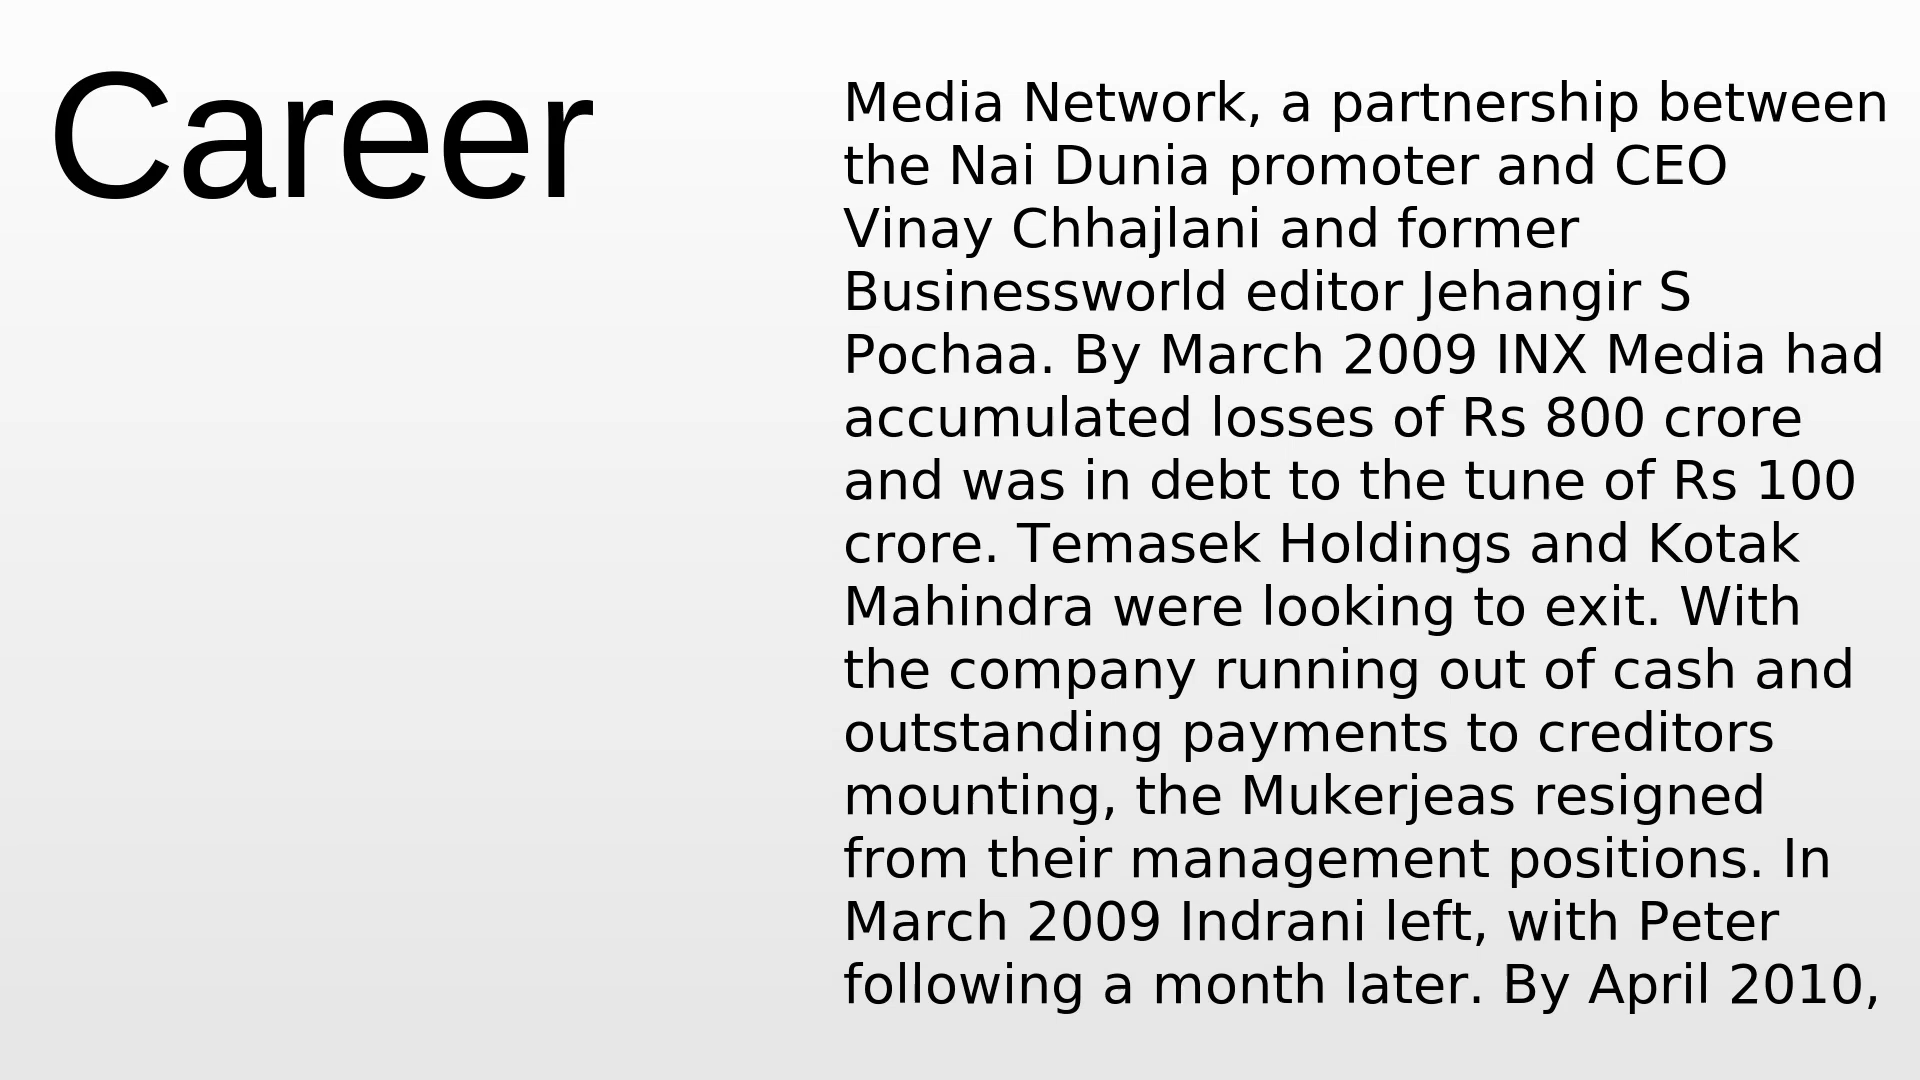 Career
Media Network, a partnership between
the Nai Dunia promoter and CEO
Vinay Chhajlani and former
Businessworld editor Jehangir S
Pochaa. By March 2009 INX Media had
accumulated losses of Rs 800 crore
and was in debt to the tune of Rs 100
crore. Temasek Holdings and Kotak
Mahindra were looking to exit. With
the company running out of cash and
outstanding payments to creditors
mounting, the Mukerjeas resigned
from their management positions. In
March 2009 Indrani left, with Peter
following a month later. By April 2010,